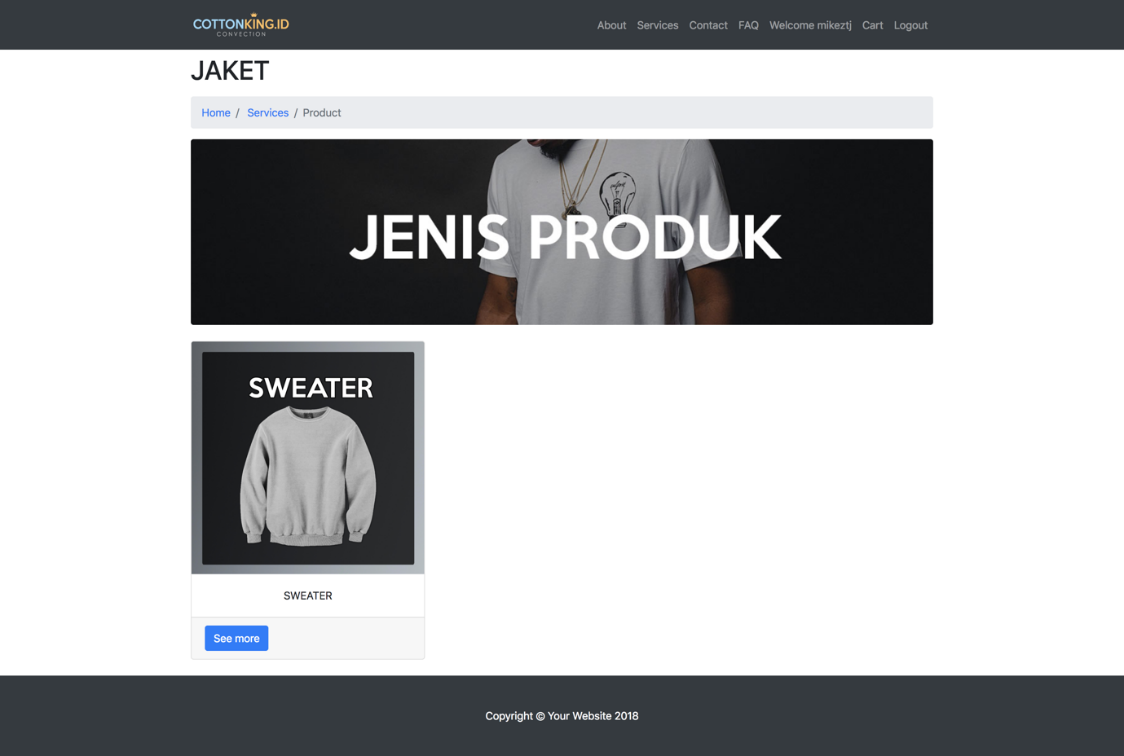 COTTONKING.ID
CONVECTION
About Services Contact FAQ Welcome mikeztj Cart Logout
JAKET
Home / Services / Product
JENIS PRODUK
SWEATER
SWEATER
See more
Copyright © Your Website 2018